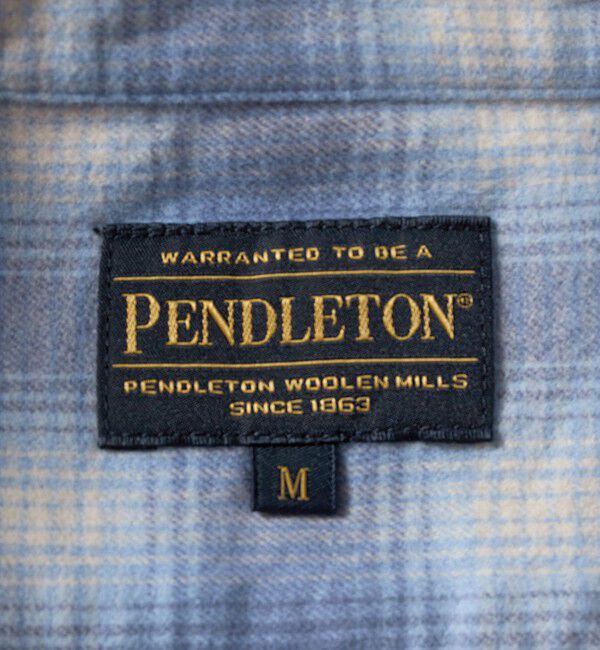 WARRANTED TO BE A
PENDLETON®
PENDLETON WOOLEN MILLS
SINCE 1863
M